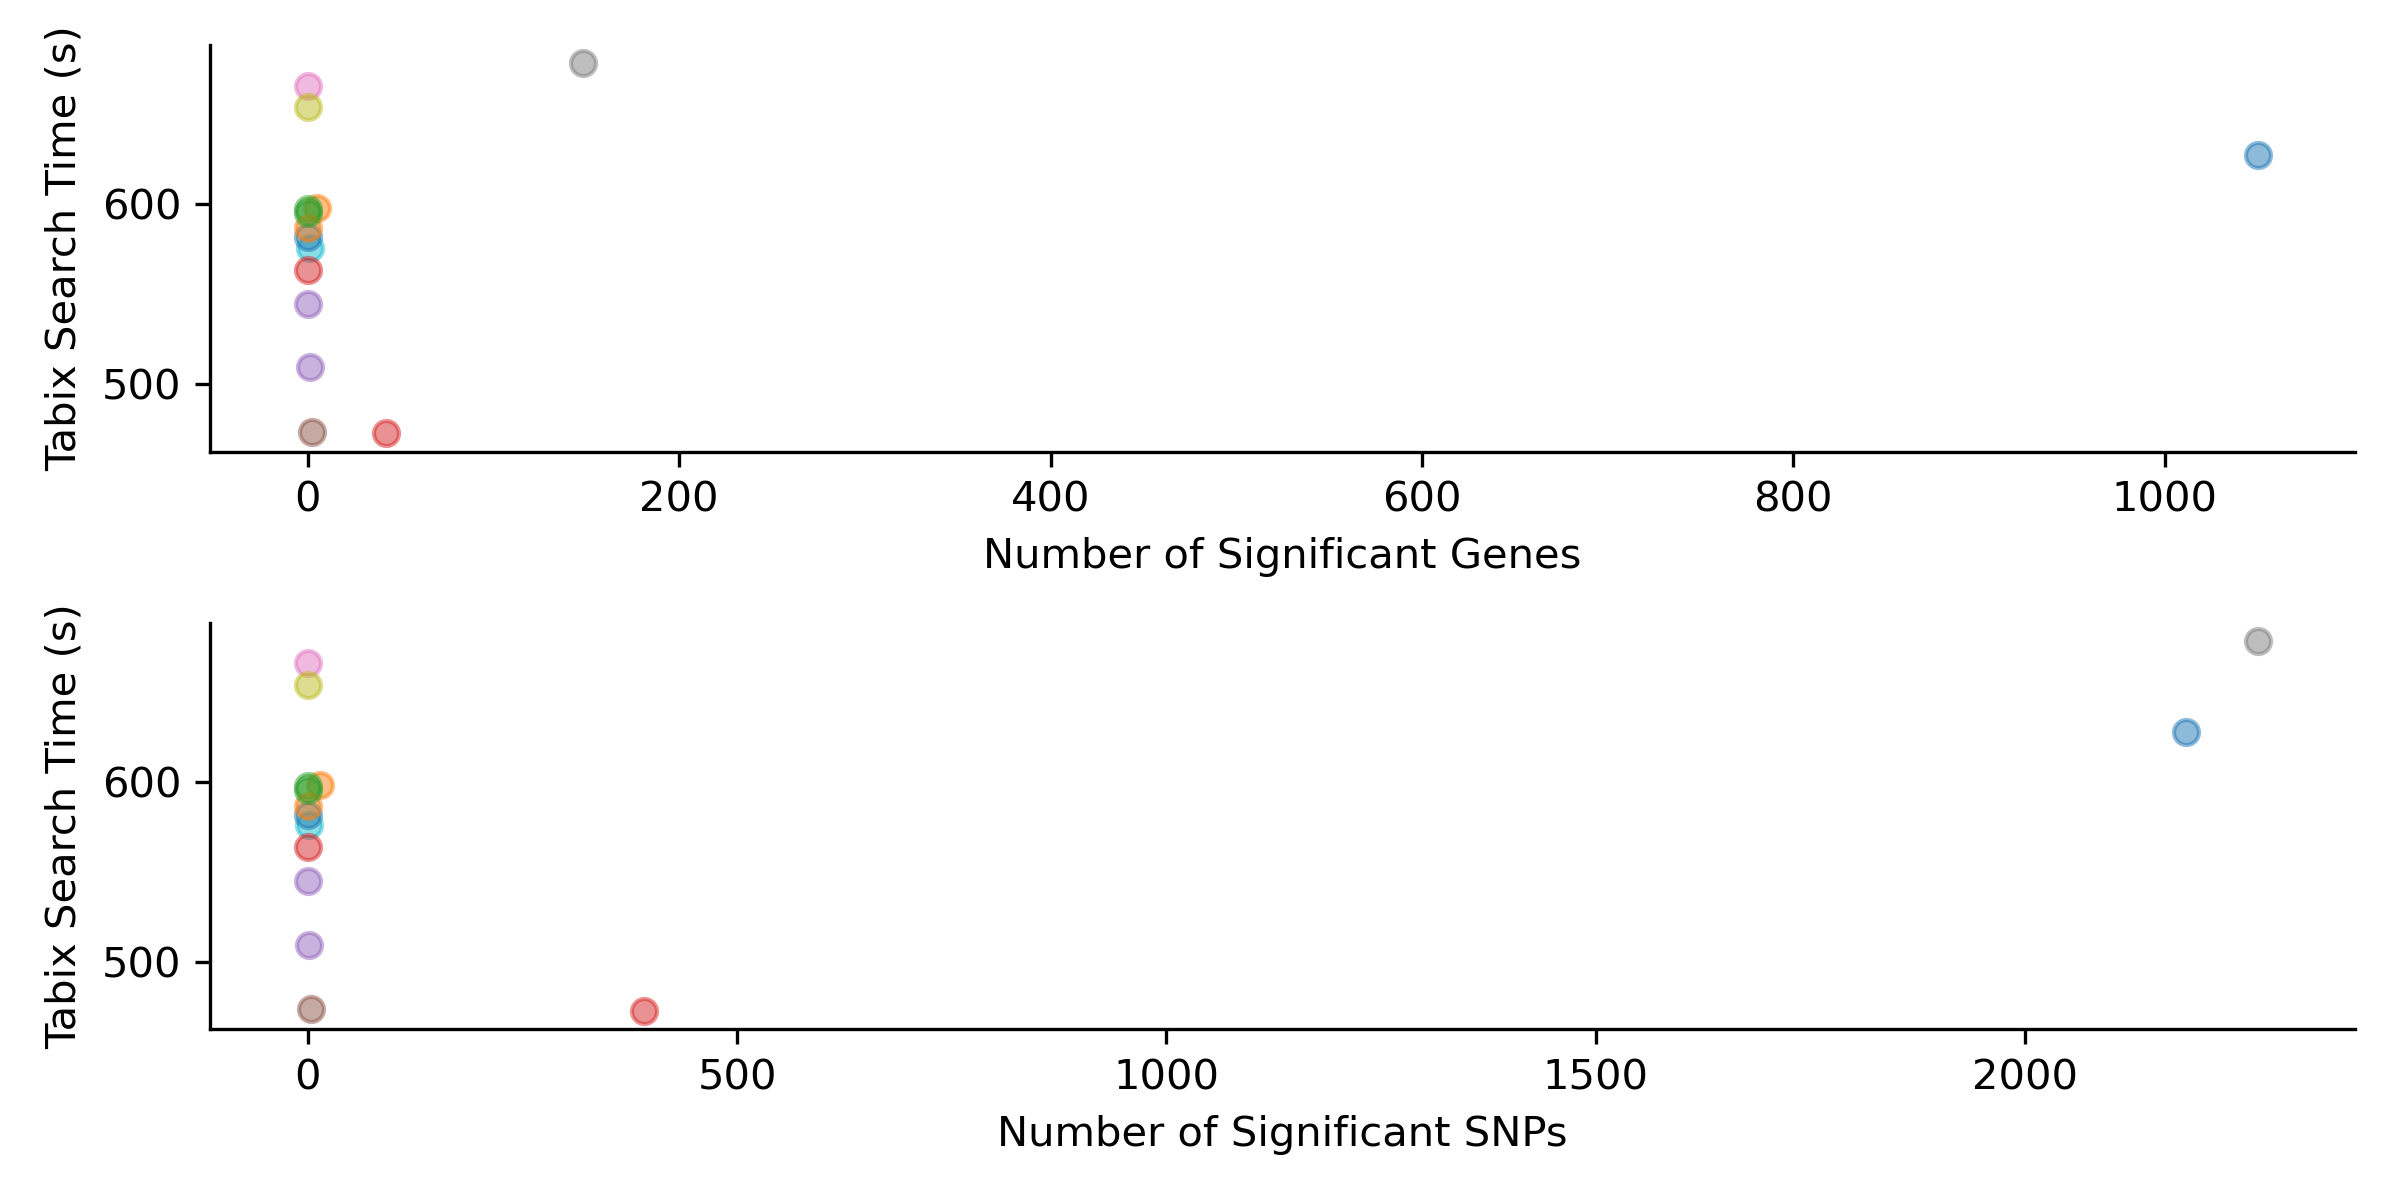 Tabix Search Time (s)
600
500
0 200 400 600 800 1000
Number of Significant Genes
Tabix Search Time (s)
600
500
0 500 1000 1500 2000
Number of Significant SNPs